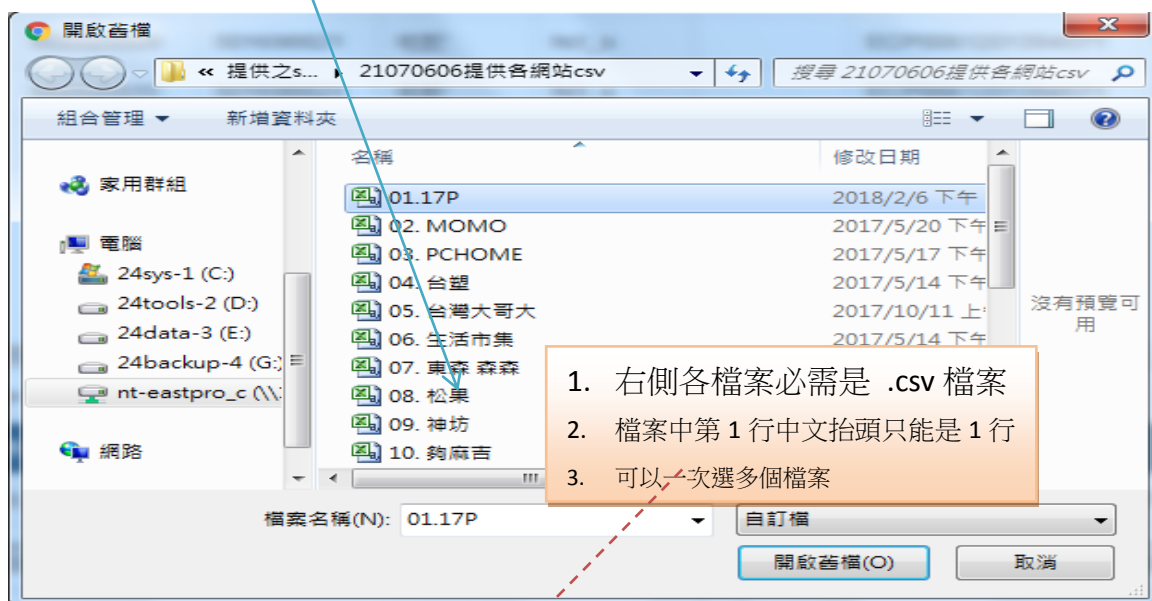 開啟舊檔
« 提供之s... ▸ 21070606提供各網站csv
搜尋 21070606提供各網站csv
組合管理 新增資料夾
名稱 修改日期
家用群組
電腦
24sys-1 (C:)
24tools-2 (D:)
24data-3 (E:)
24backup-4 (G:)
nt-eastpro_c (\\
網路
01.17P 2018/2/6 下午
02. MOMO 2017/5/20 下午
03. PCHOME 2017/5/17 下午
04. 台塑 2017/5/14 下午
05. 台灣大哥大 2017/10/11 上
06. 生活市集 2017/5/14 下午
07. 東森 森森
08. 松果
09. 神坊
10. 夠麻吉
沒有預覽可
用
1. 右側各檔案必需是 .csv 檔案
2. 檔案中第 1 行中文抬頭只能是 1 行
3. 可以一次選多個檔案
檔案名稱(N): 01.17P 自訂檔
開啟舊檔(O) 取消